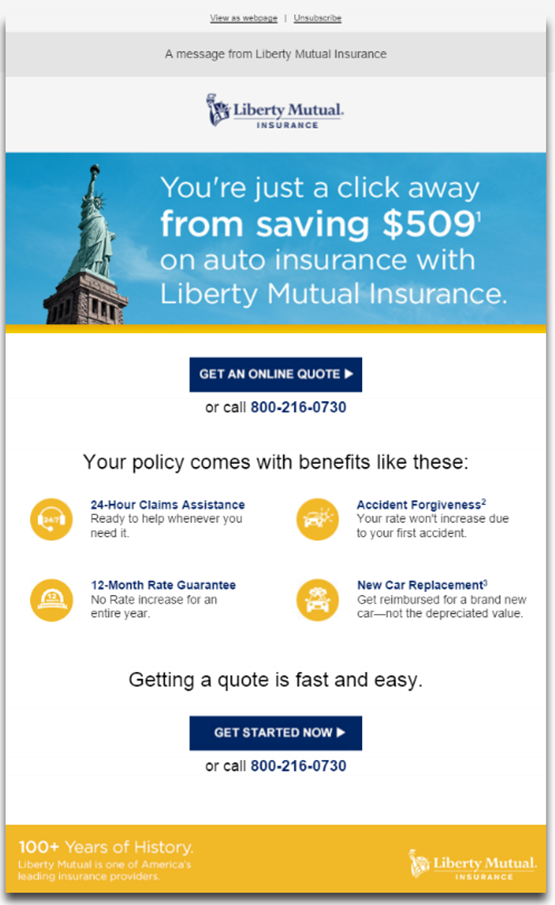 View as webpage | Unsubscribe
A message from Liberty Mutual Insurance
Liberty Mutual.
INSURANCE
You're just a click away
from saving $509¹
on auto insurance with
Liberty Mutual Insurance.
GET AN ONLINE QUOTE ▶
or call 800-216-0730
Your policy comes with benefits like these:
24/7
24-Hour Claims Assistance
Ready to help whenever you
need it.
Accident Forgiveness²
Your rate won't increase due
to your first accident.
12
12-Month Rate Guarantee
No Rate increase for an
entire year.
New Car Replacement³
Get reimbursed for a brand new
car—not the depreciated value.
Getting a quote is fast and easy.
GET STARTED NOW ▶
or call 800-216-0730
100+ Years of History.
Liberty Mutual is one of America's
leading insurance providers.
Liberty Mutual.
INSURANCE